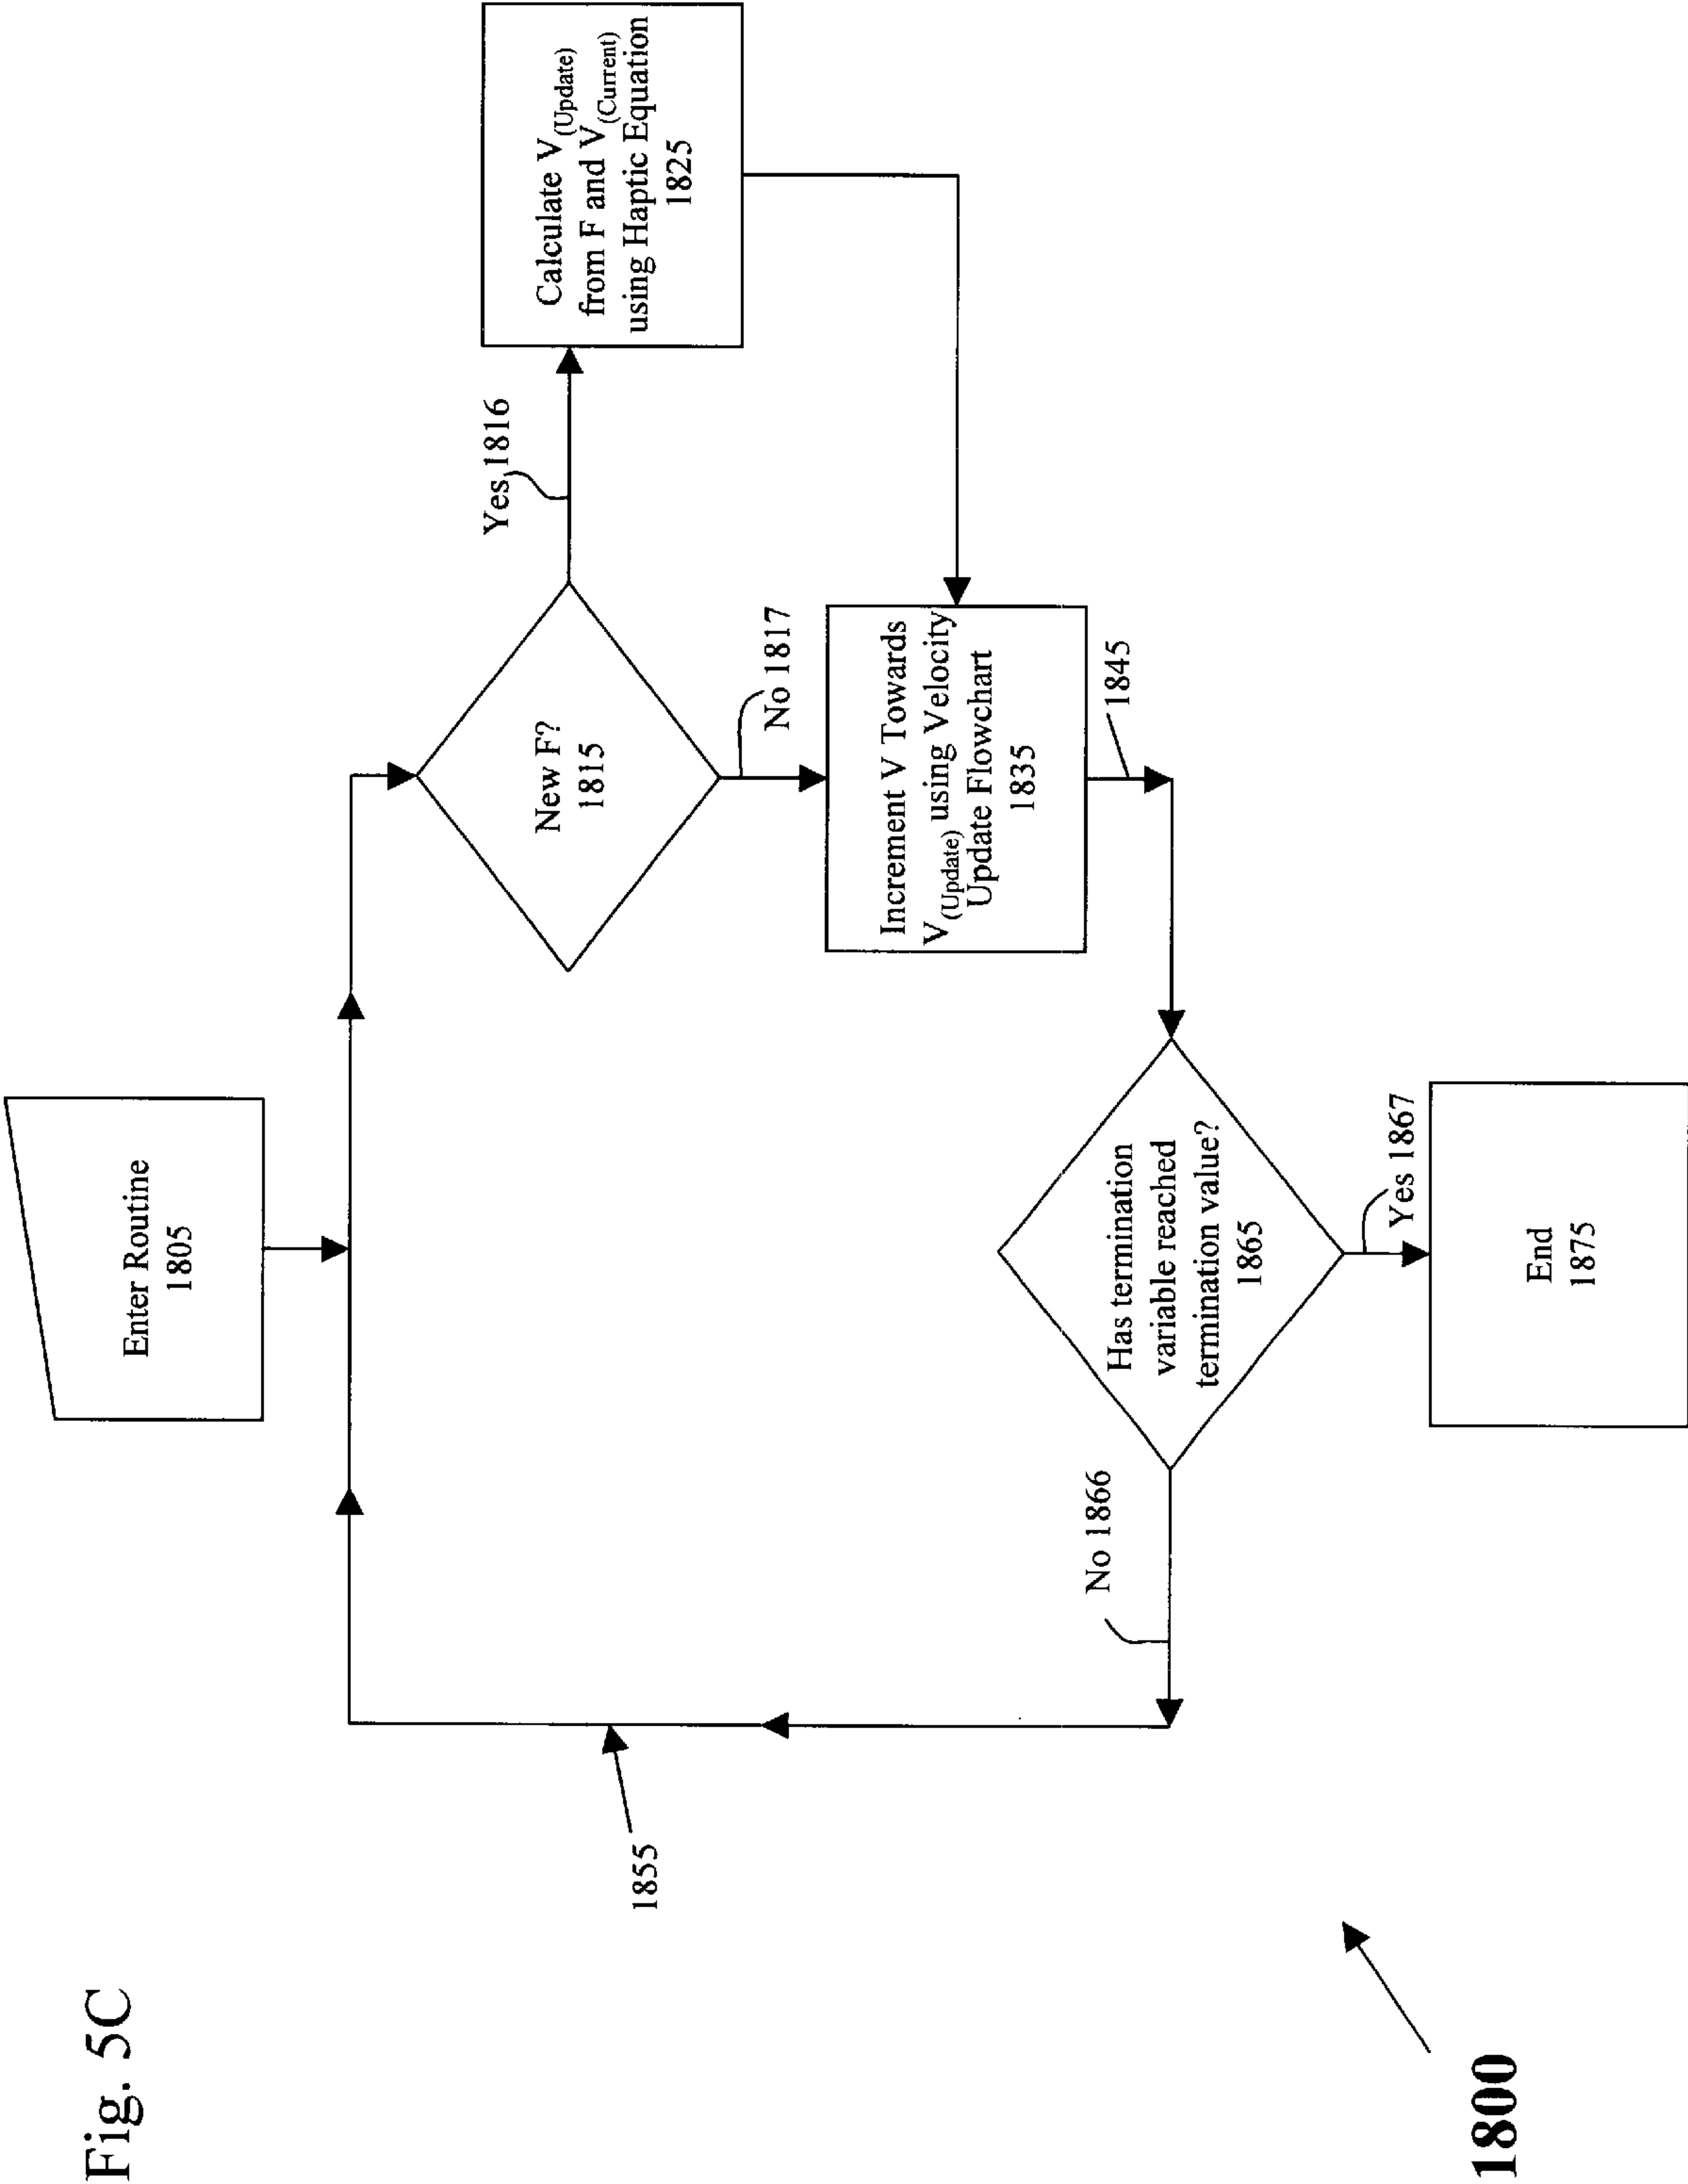 Fig. 5C
Enter Routine
1805
New F?
1815
Yes 1816
Calculate V(Update)
from F and V(Current)
using Haptic Equation
1825
No 1817
Increment V Towards
V(Update) using Velocity
Update Flowchart
1835
1845
Has termination
variable reached
termination value?
1865
No 1866
1855
Yes 1867
End
1875
1800